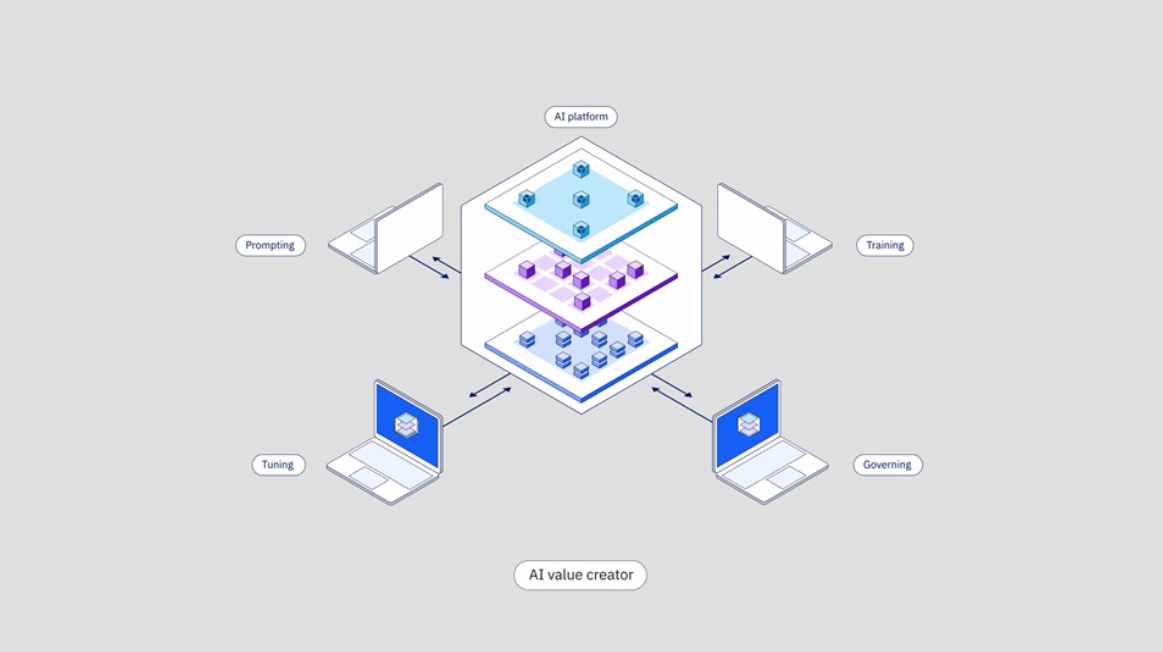 AI platform
Prompting
Training
Tuning
Governing
AI value creator